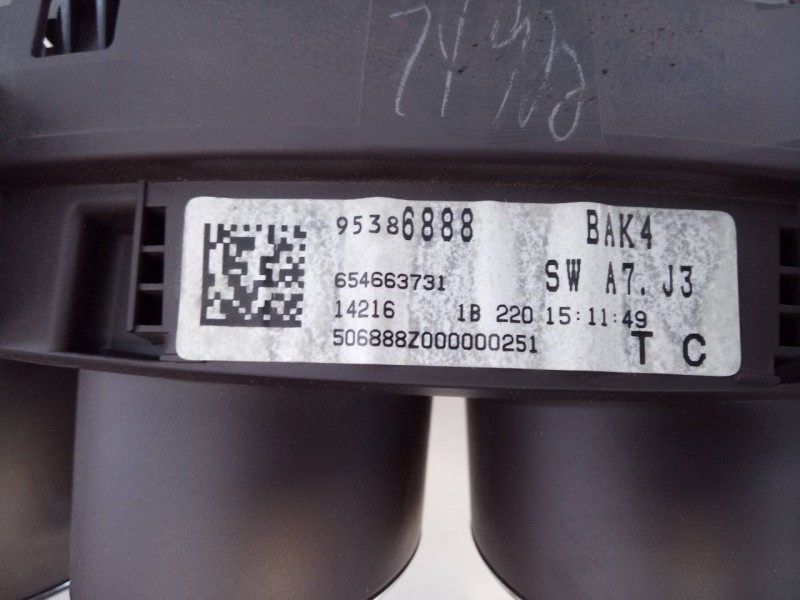 95386888 BAK4
654663731 SW A7. J3
14216 1B 220 15:11:49
506888Z000000251 T C